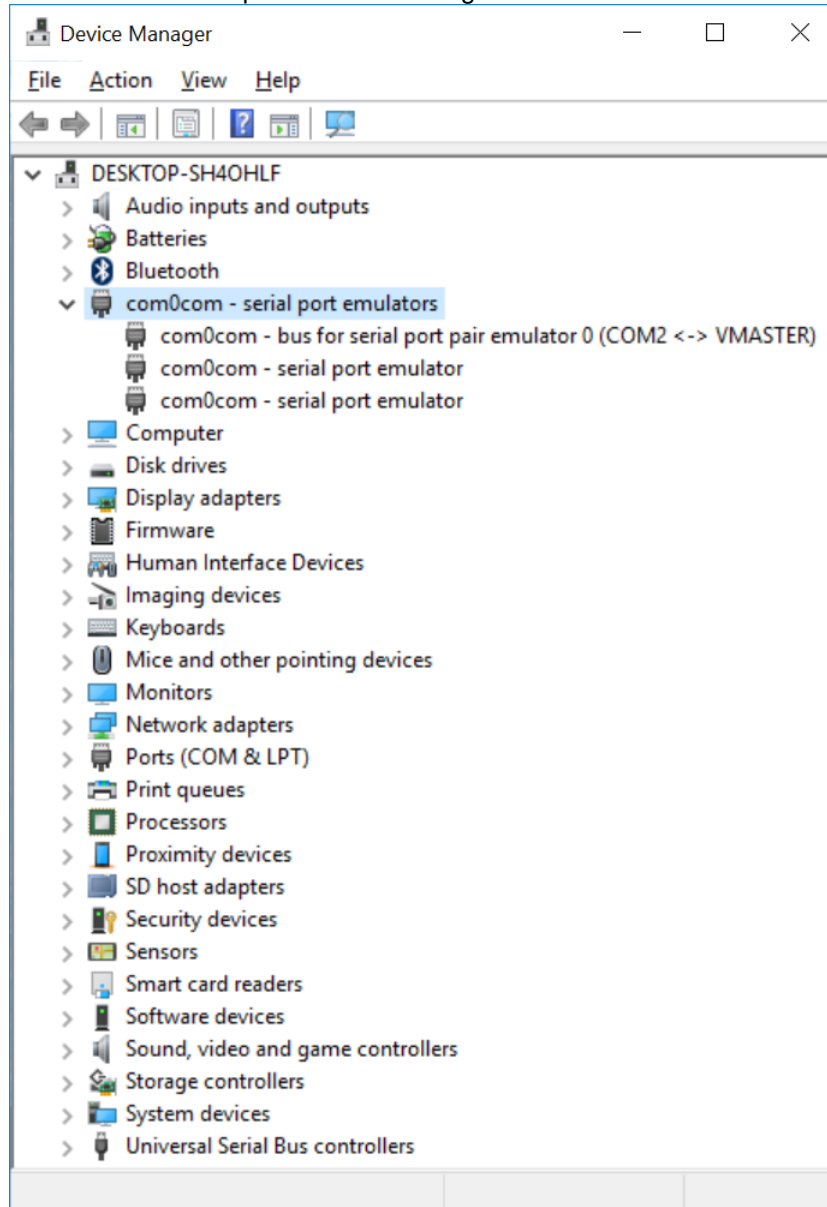 Device Manager
File Action View Help
DESKTOP-SH4OHLF
Audio inputs and outputs
Batteries
Bluetooth
com0com - serial port emulators
com0com - bus for serial port pair emulator 0 (COM2 <-> VMASTER)
com0com - serial port emulator
com0com - serial port emulator
Computer
Disk drives
Display adapters
Firmware
Human Interface Devices
Imaging devices
Keyboards
Mice and other pointing devices
Monitors
Network adapters
Ports (COM & LPT)
Print queues
Processors
Proximity devices
SD host adapters
Security devices
Sensors
Smart card readers
Software devices
Sound, video and game controllers
Storage controllers
System devices
Universal Serial Bus controllers